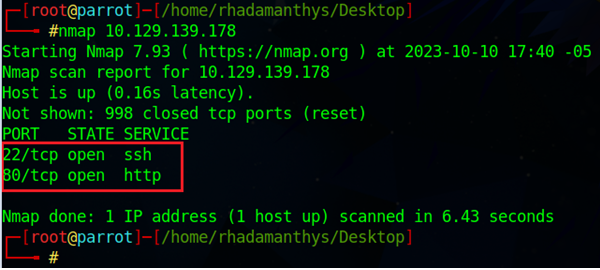 ┌─[root@parrot]─[/home/rhadamanthys/Desktop]
└──╼ #nmap 10.129.139.178
Starting Nmap 7.93 ( https://nmap.org ) at 2023-10-10 17:40 -05
Nmap scan report for 10.129.139.178
Host is up (0.16s latency).
Not shown: 998 closed tcp ports (reset)
PORT   STATE SERVICE
22/tcp open  ssh
80/tcp open  http
Nmap done: 1 IP address (1 host up) scanned in 6.43 seconds
┌─[root@parrot]─[/home/rhadamanthys/Desktop]
└──╼ #